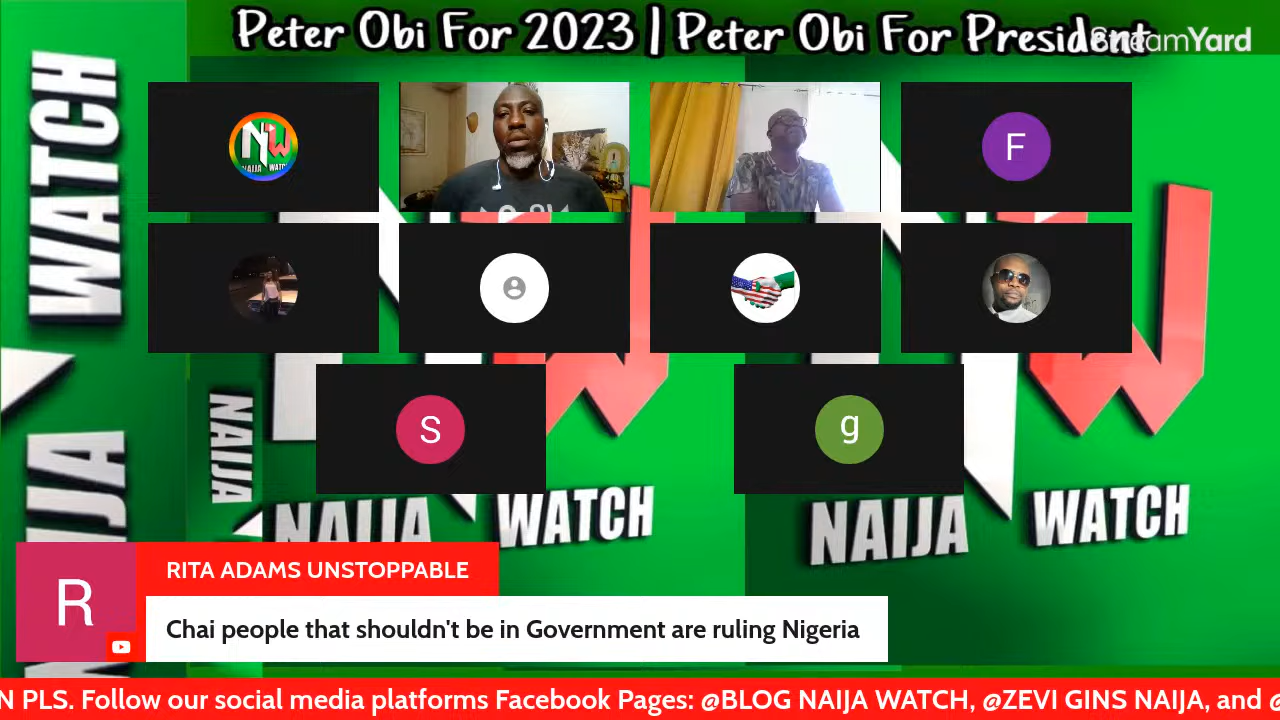 Peter Obi For 2023 | Peter Obi For President
StreamYard
WATCH
NW
NAIJA WATCH
F
S
g
NAIJA
NAIJA WATCH
NAIJA WATCH
R
RITA ADAMS UNSTOPPABLE
Chai people that shouldn't be in Government are ruling Nigeria
N PLS. Follow our social media platforms Facebook Pages: @BLOG NAIJA WATCH, @ZEVI GINS NAIJA, and @